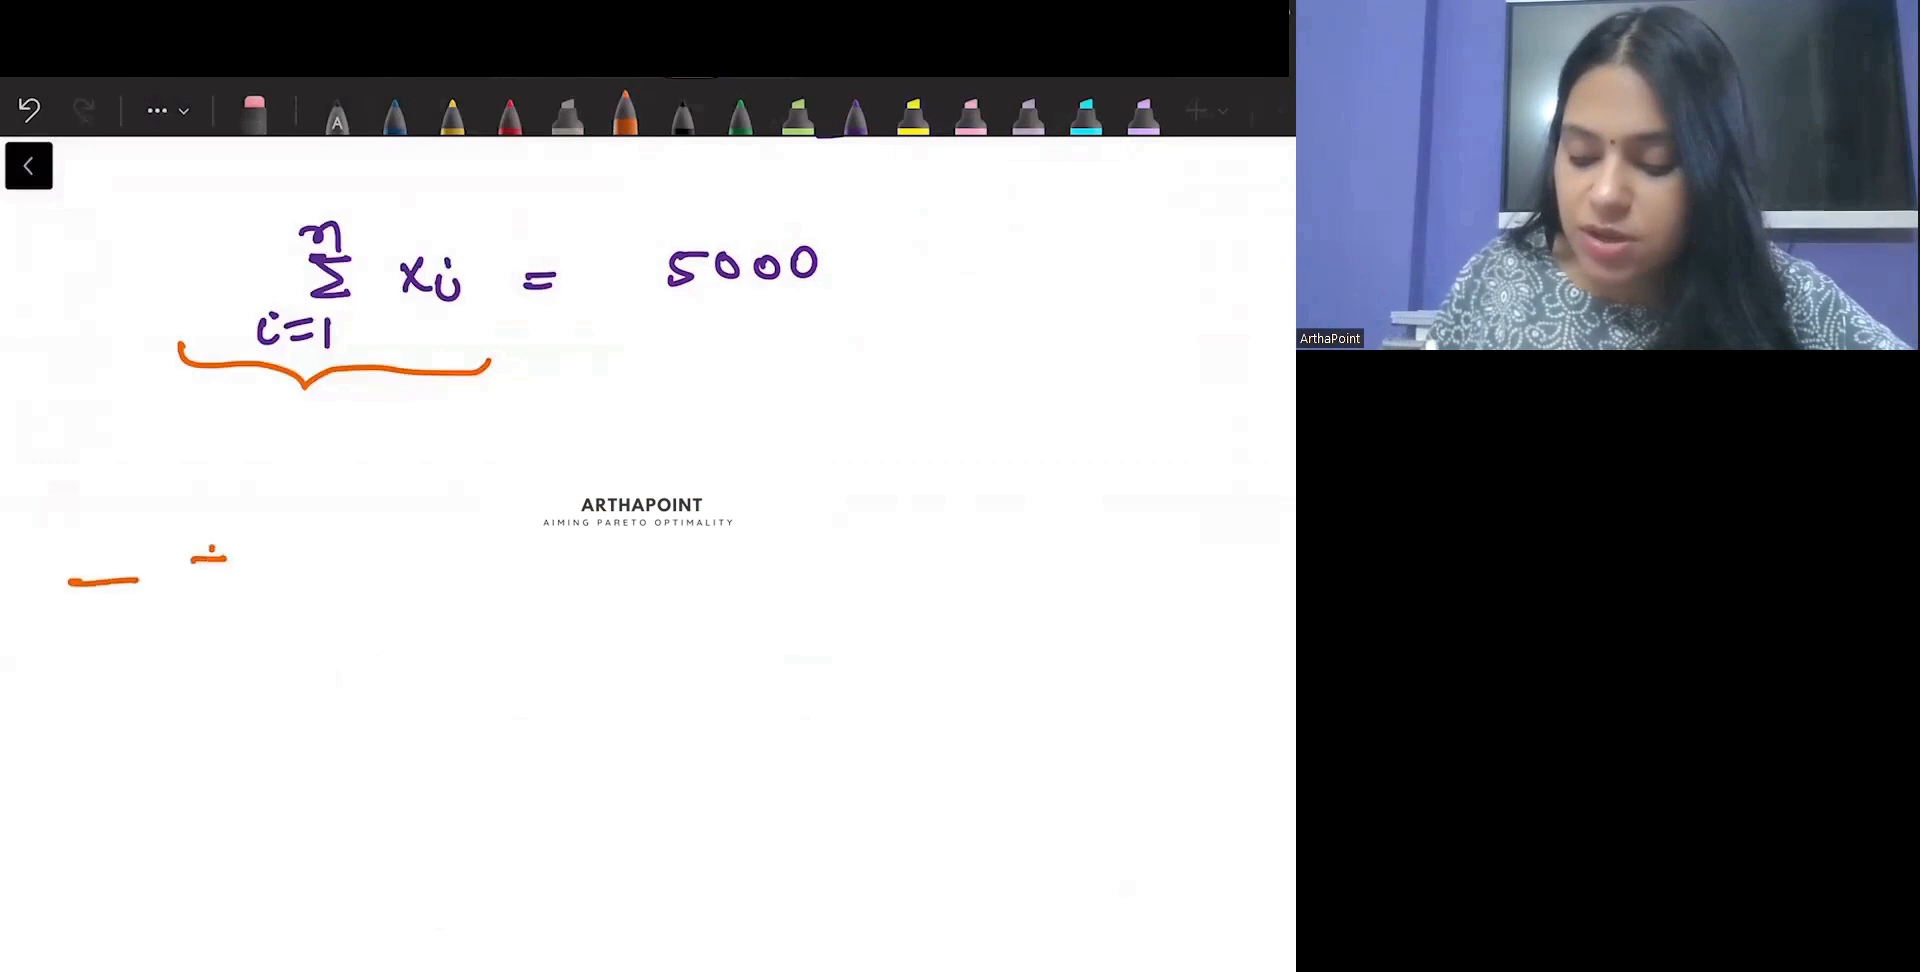 n
Σ xi = 5000
i=1
ARTHAPOINT
AIMING PARETO OPTIMALITY
A
ArthaPoint